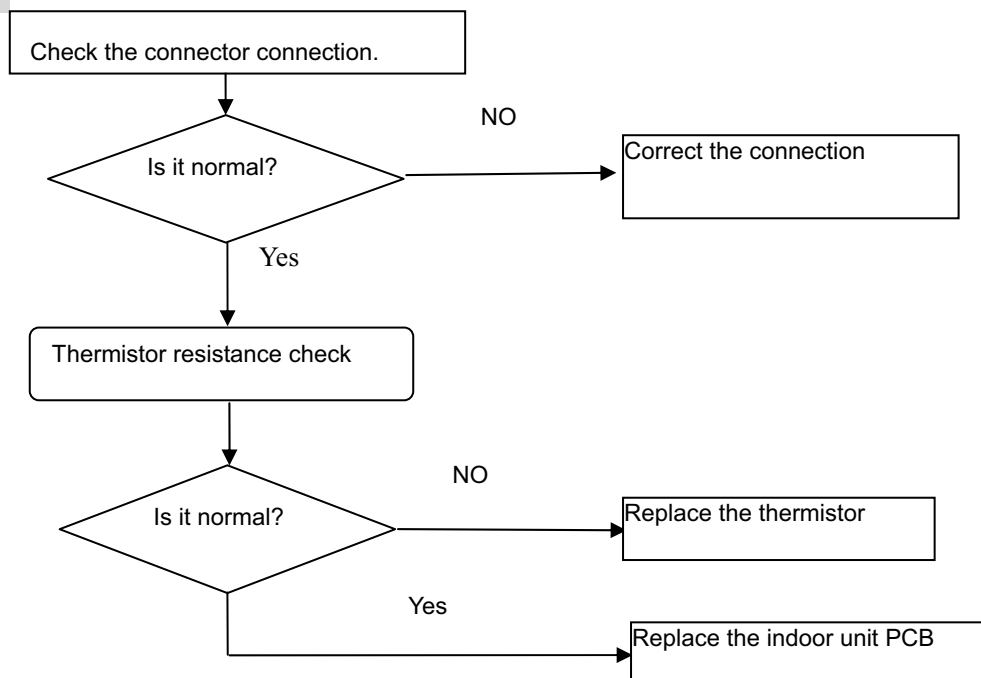 Check the connector connection.
NO
Is it normal?
Correct the connection
Yes
Thermistor resistance check
NO
Is it normal?
Replace the thermistor
Yes
Replace the indoor unit PCB